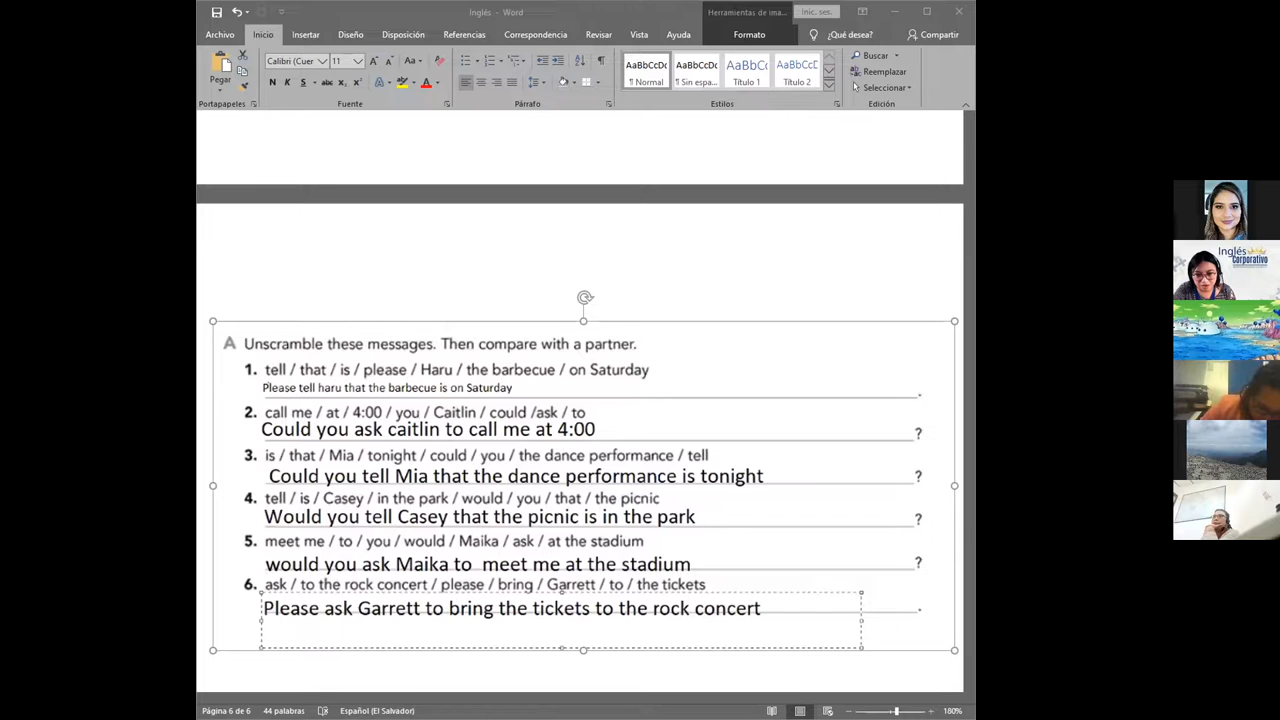 Inglés - Word
Herramientas de ima...
Inic. ses.
Archivo Inicio Insertar Diseño Disposición Referencias Correspondencia Revisar Vista Ayuda Formato ¿Qué desea? Compartir
Pegar
Calibri (Cuer 11
Aa
N K S abc x₂ x²
AaBbCcDc AaBbCcDc AaBbCc AaBbCcD
¶ Normal ¶ Sin espa... Título 1 Título 2
Buscar
Reemplazar
Seleccionar
Portapapeles Fuente Párrafo Estilos Edición
Inglés
Corporativo
A Unscramble these messages. Then compare with a partner.
1. tell / that / is / please / Haru / the barbecue / on Saturday
Please tell haru that the barbecue is on Saturday .
2. call me / at / 4:00 / you / Caitlin / could /ask / to
Could you ask caitlin to call me at 4:00 ?
3. is / that / Mia / tonight / could / you / the dance performance / tell
Could you tell Mia that the dance performance is tonight ?
4. tell / is / Casey / in the park / would / you / that / the picnic
Would you tell Casey that the picnic is in the park ?
5. meet me / to / you / would / Maika / ask / at the stadium
would you ask Maika to meet me at the stadium ?
6. ask / to the rock concert / please / bring / Garrett / to / the tickets
Please ask Garrett to bring the tickets to the rock concert .
Página 6 de 6 44 palabras Español (El Salvador) 180%